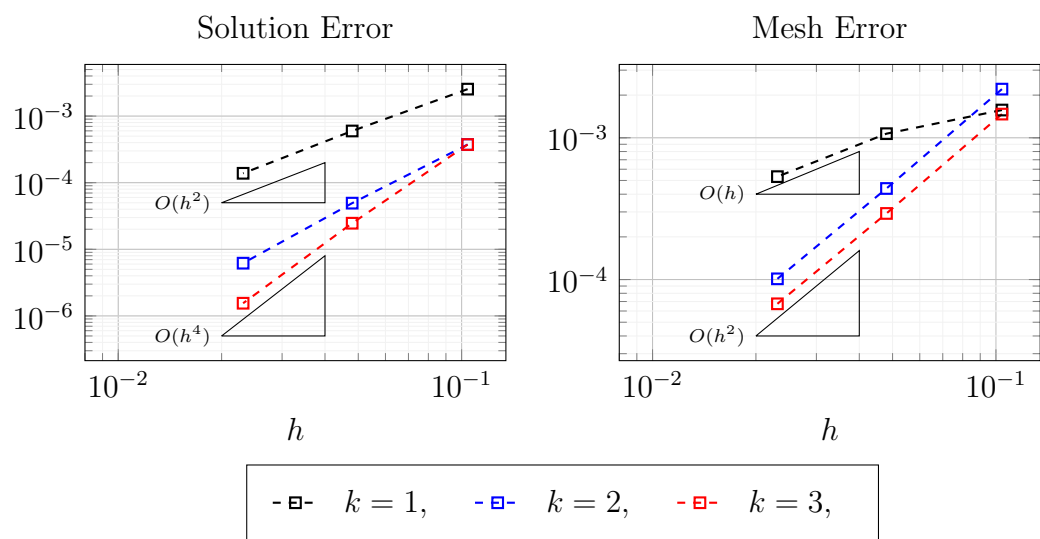 Solution Error
10^{-3}
10^{-4}
10^{-5}
10^{-6}
O(h^2)
O(h^4)
10^{-2} 10^{-1}
h
Mesh Error
10^{-3}
10^{-4}
O(h)
O(h^2)
10^{-2} 10^{-1}
h
k = 1, k = 2, k = 3,